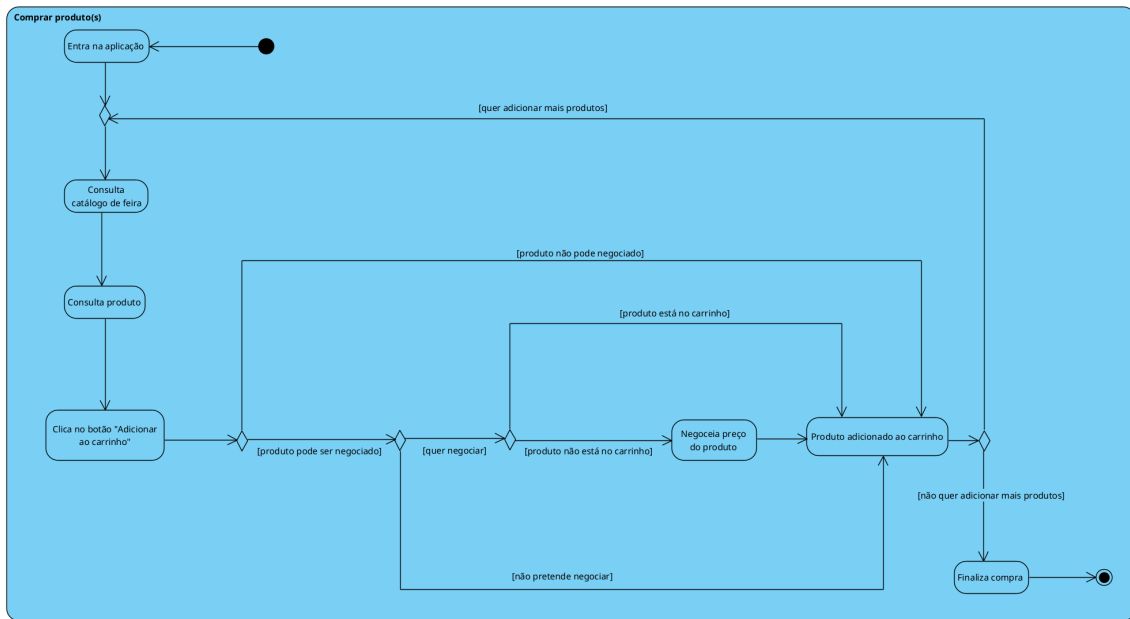 Comprar produto(s)
Entra na aplicação
[quer adicionar mais produtos]
Consulta
catálogo de feira
[produto não pode negociado]
Consulta produto
[produto está no carrinho]
Clica no botão "Adicionar
ao carrinho"
[produto pode ser negociado]
[quer negociar]
[produto não está no carrinho]
Negoceia preço
do produto
Produto adicionado ao carrinho
[não quer adicionar mais produtos]
[não pretende negociar]
Finaliza compra